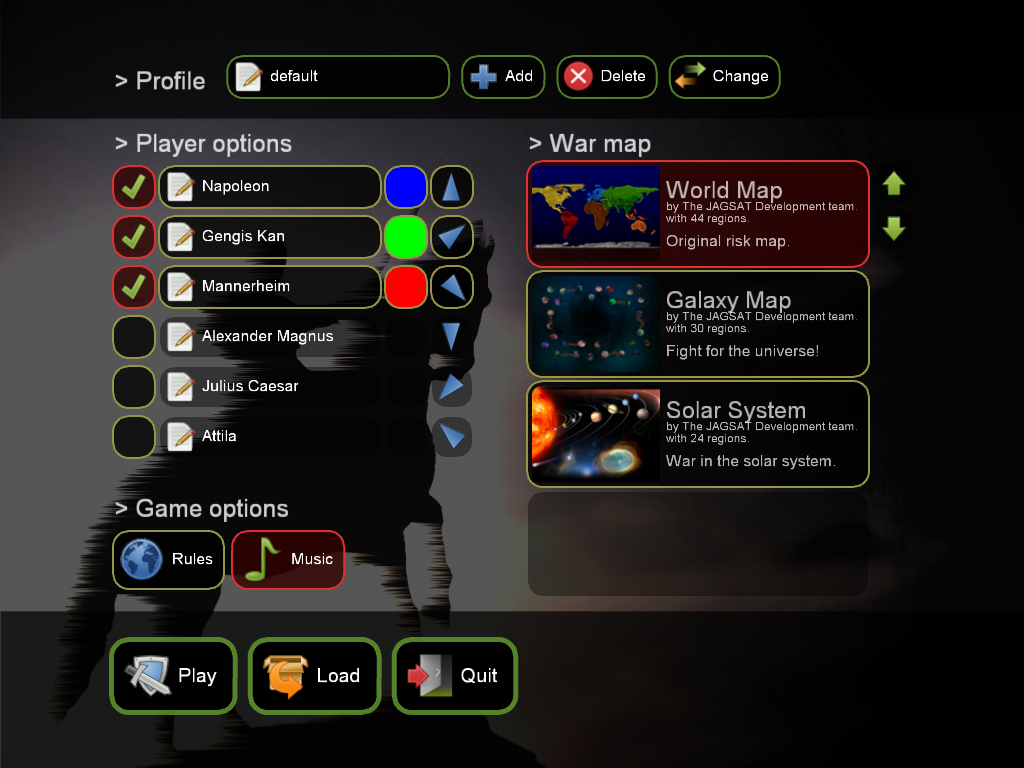 > Profile
default
Add
Delete
Change
> Player options
Napoleon
Gengis Kan
Mannerheim
Alexander Magnus
Julius Caesar
Attila
> Game options
Rules
Music
> War map
World Map
by The JAGSAT Development team.
with 44 regions.
Original risk map.
Galaxy Map
by The JAGSAT Development team.
with 30 regions.
Fight for the universe!
Solar System
by The JAGSAT Development team.
with 24 regions.
War in the solar system.
Play
Load
Quit